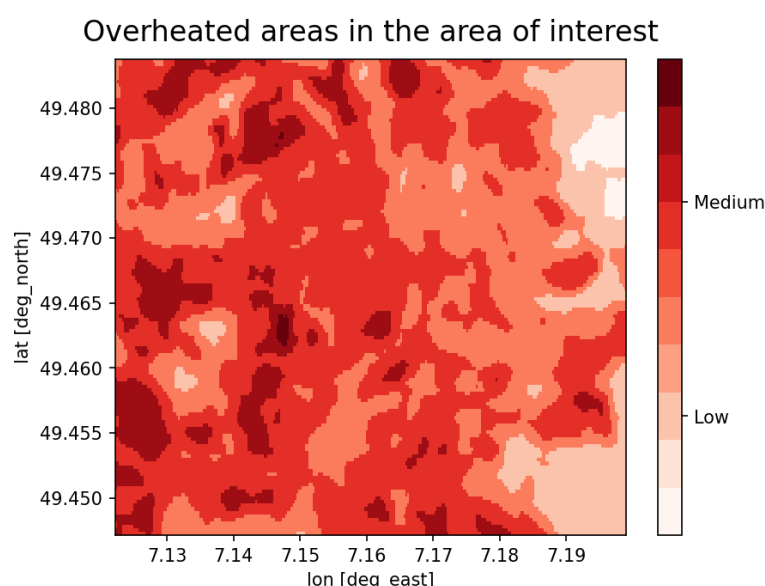 Overheated areas in the area of interest
49.480
49.475
49.470
49.465
49.460
49.455
49.450
lat [deg_north]
7.13 7.14 7.15 7.16 7.17 7.18 7.19
lon [deg_east]
Medium
Low